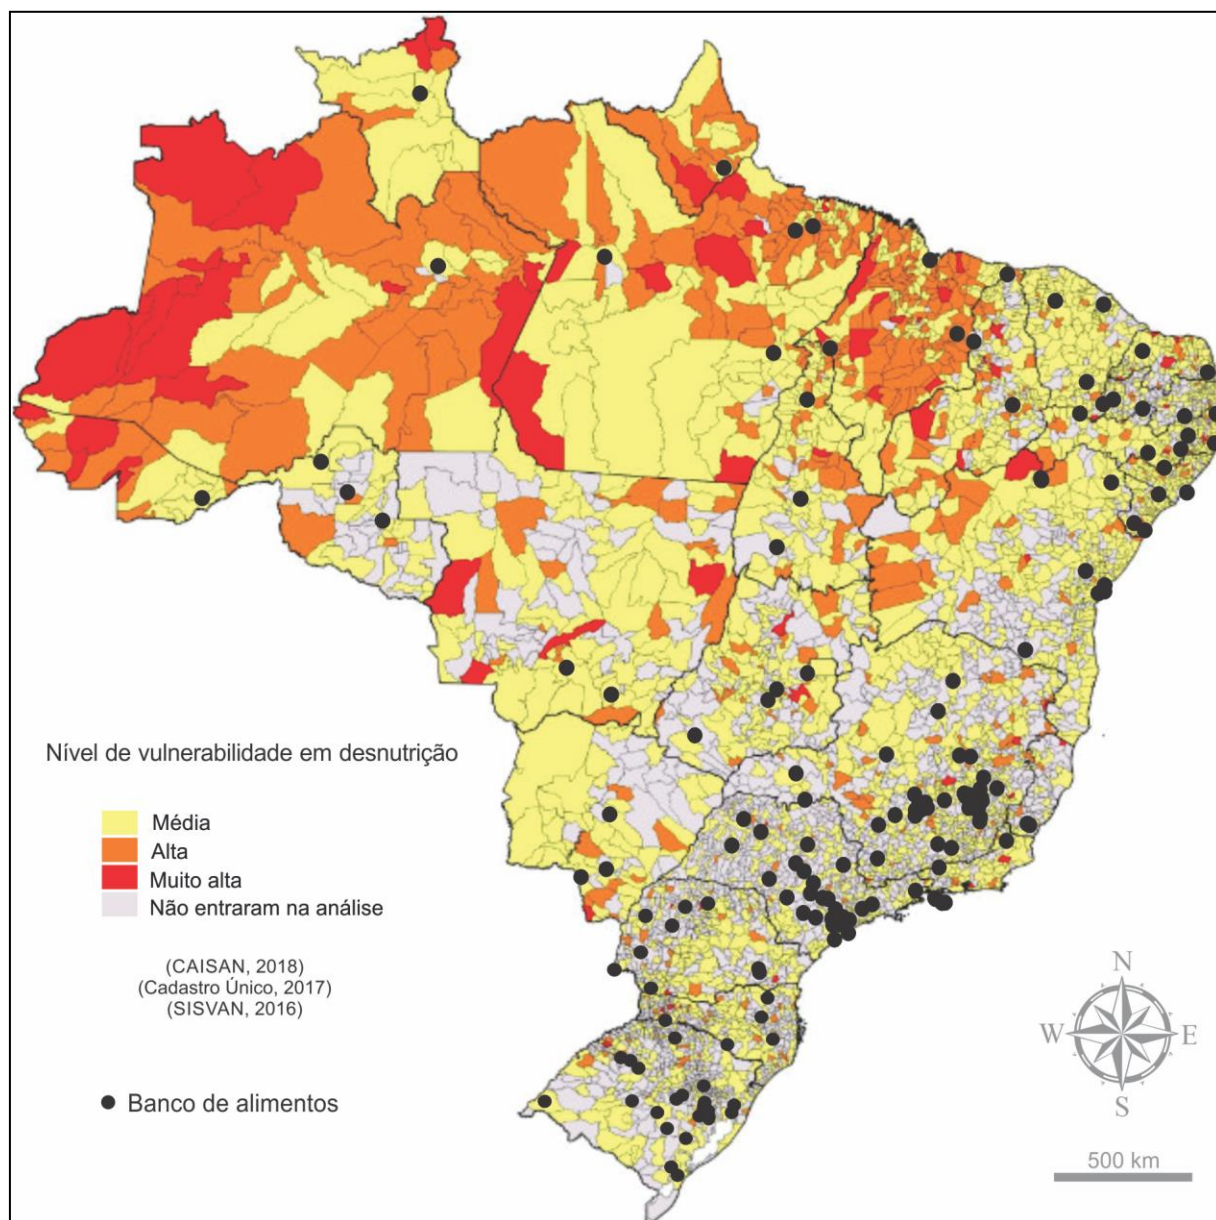 Nível de vulnerabilidade em desnutrição
Média
Alta
Muito alta
Não entraram na análise
(CAISAN, 2018)
(Cadastro Único, 2017)
(SISVAN, 2016)
Banco de alimentos
N
W
E
S
500 km